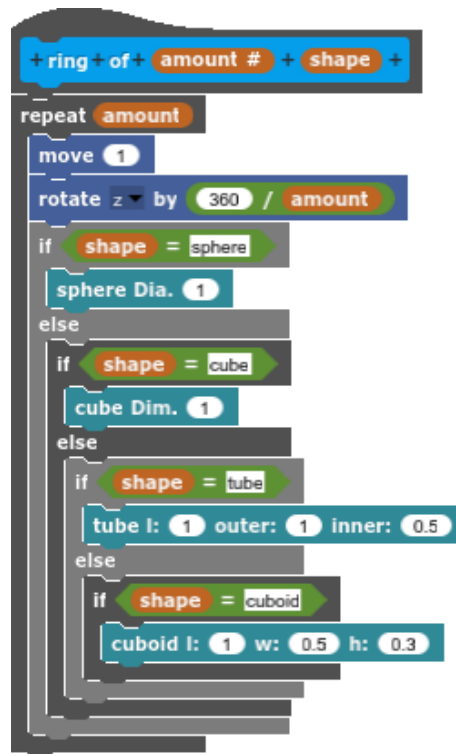 + ring + of + amount # + shape +
repeat amount
move 1
rotate z by 360 / amount
if shape = sphere
sphere Dia. 1
else
if shape = cube
cube Dim. 1
else
if shape = tube
tube l: 1 outer: 1 inner: 0.5
else
if shape = cuboid
cuboid l: 1 w: 0.5 h: 0.3